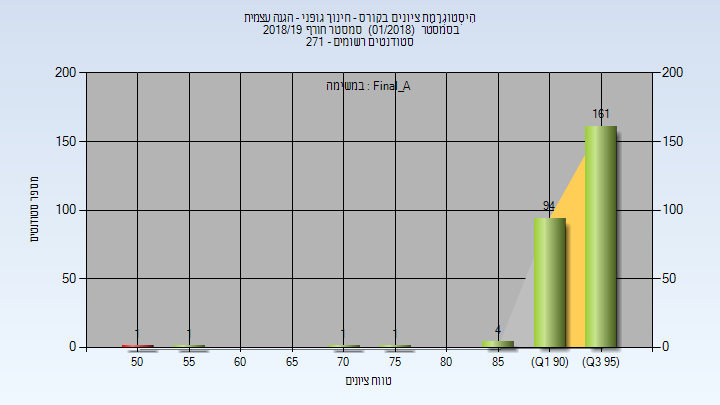 היסטוגרמת ציונים בקורס - חינוך גופני - הגנה עצמית
בסמסטר (01/2018) סמסטר חורף 2018/19
סטודנטים רשומים - 271
במשימה : Final_A
200 200
150 150
100 100
50 50
0 0
1 1 1 1 4 94 161
50 55 60 65 70 75 80 85 (Q1 90) (Q3 95)
מספר סטודנטים
טווח ציונים